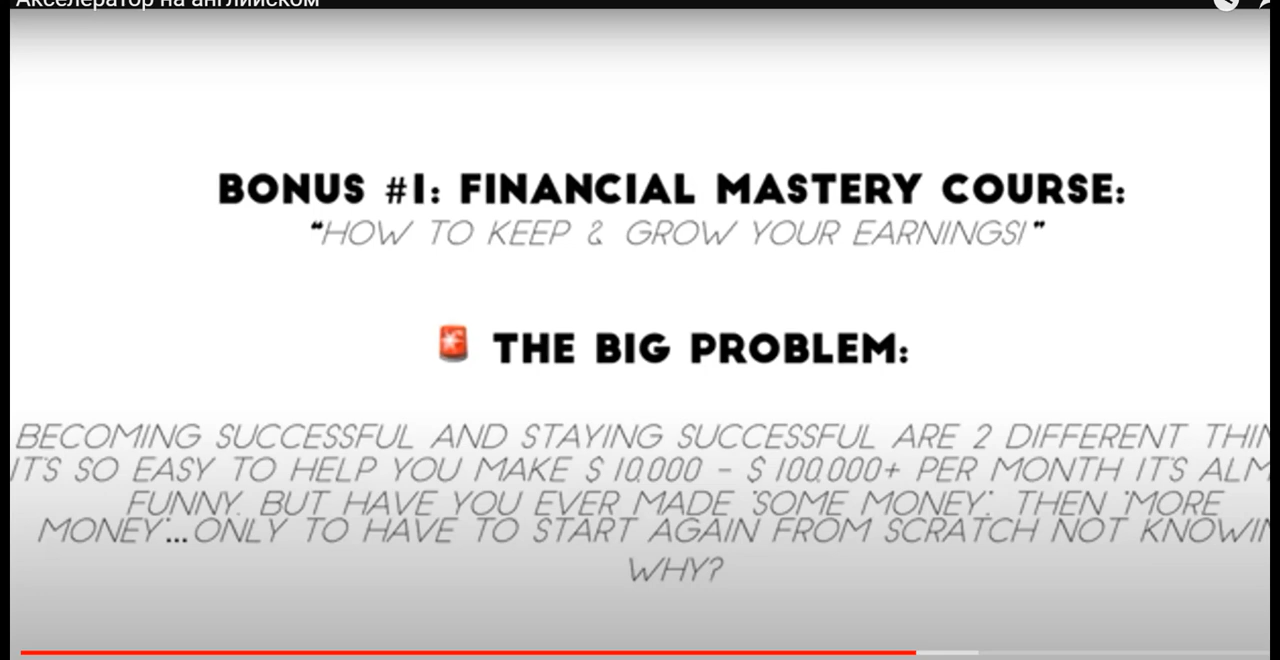 Акселератор на английском
BONUS #1: FINANCIAL MASTERY COURSE:
"HOW TO KEEP & GROW YOUR EARNINGS!"
THE BIG PROBLEM:
BECOMING SUCCESSFUL AND STAYING SUCCESSFUL ARE 2 DIFFERENT
IT'S SO EASY TO HELP YOU MAKE $10,000 - $100,000+ PER MONTH IT'S
FUNNY. BUT HAVE YOU EVER MADE 'SOME MONEY', THEN 'MORE
MONEY'...ONLY TO HAVE TO START AGAIN FROM SCRATCH NOT
WHY?